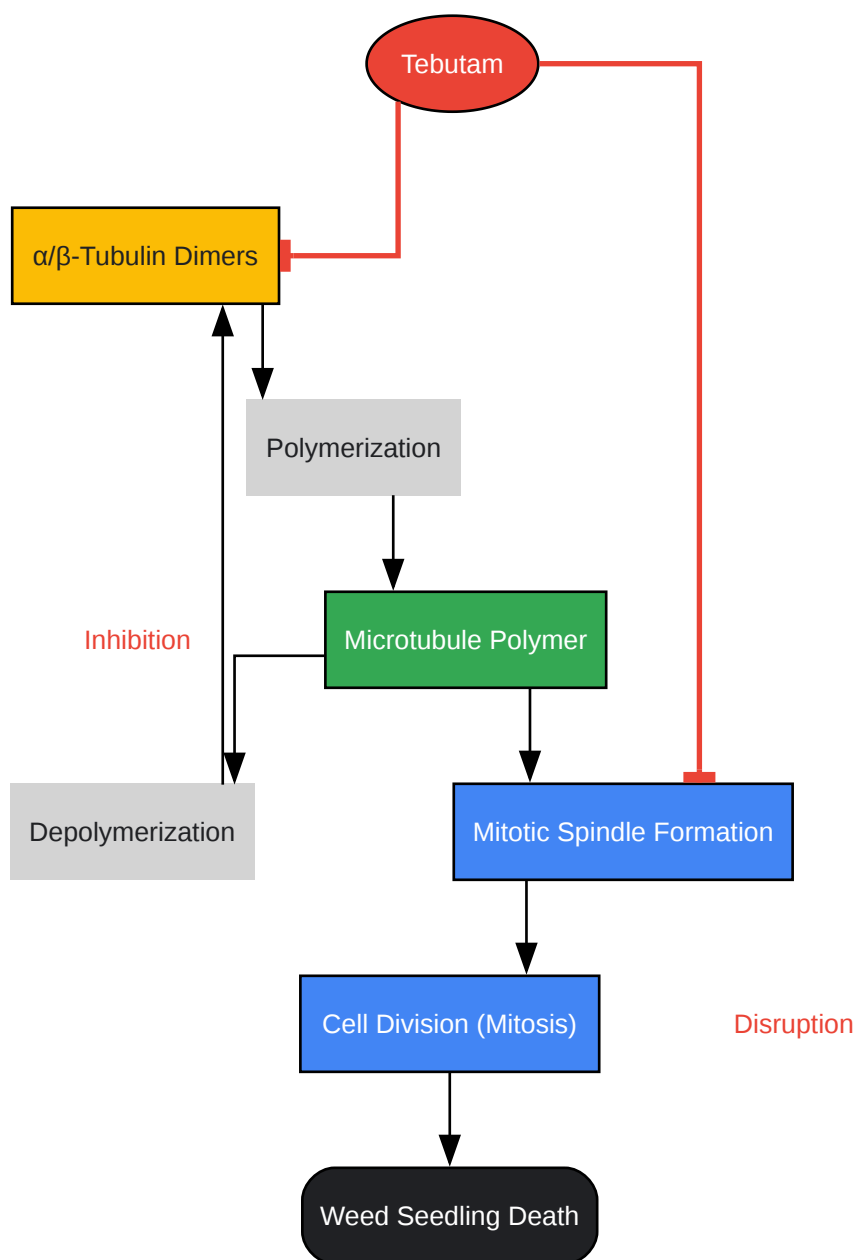 Tebutam
α/β-Tubulin Dimers
Polymerization
Inhibition
Microtubule Polymer
Depolymerization
Mitotic Spindle Formation
Cell Division (Mitosis)
Disruption
Weed Seedling Death